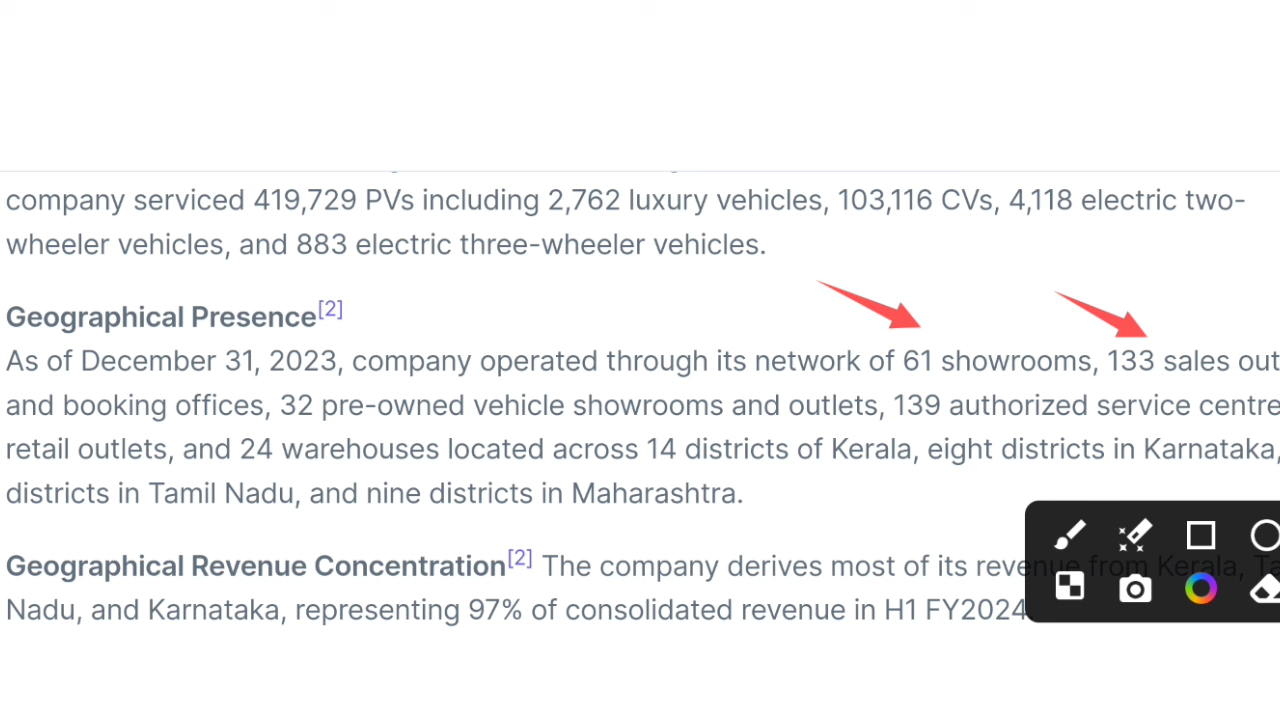 company serviced 419,729 PVs including 2,762 luxury vehicles, 103,116 CVs, 4,118 electric two-
wheeler vehicles, and 883 electric three-wheeler vehicles.
Geographical Presence[2]
As of December 31, 2023, company operated through its network of 61 showrooms, 133 sales out
and booking offices, 32 pre-owned vehicle showrooms and outlets, 139 authorized service centre
retail outlets, and 24 warehouses located across 14 districts of Kerala, eight districts in Karnataka,
districts in Tamil Nadu, and nine districts in Maharashtra.
Geographical Revenue Concentration[2] The company derives most of its revenue from Kerala, Ta
Nadu, and Karnataka, representing 97% of consolidated revenue in H1 FY2024